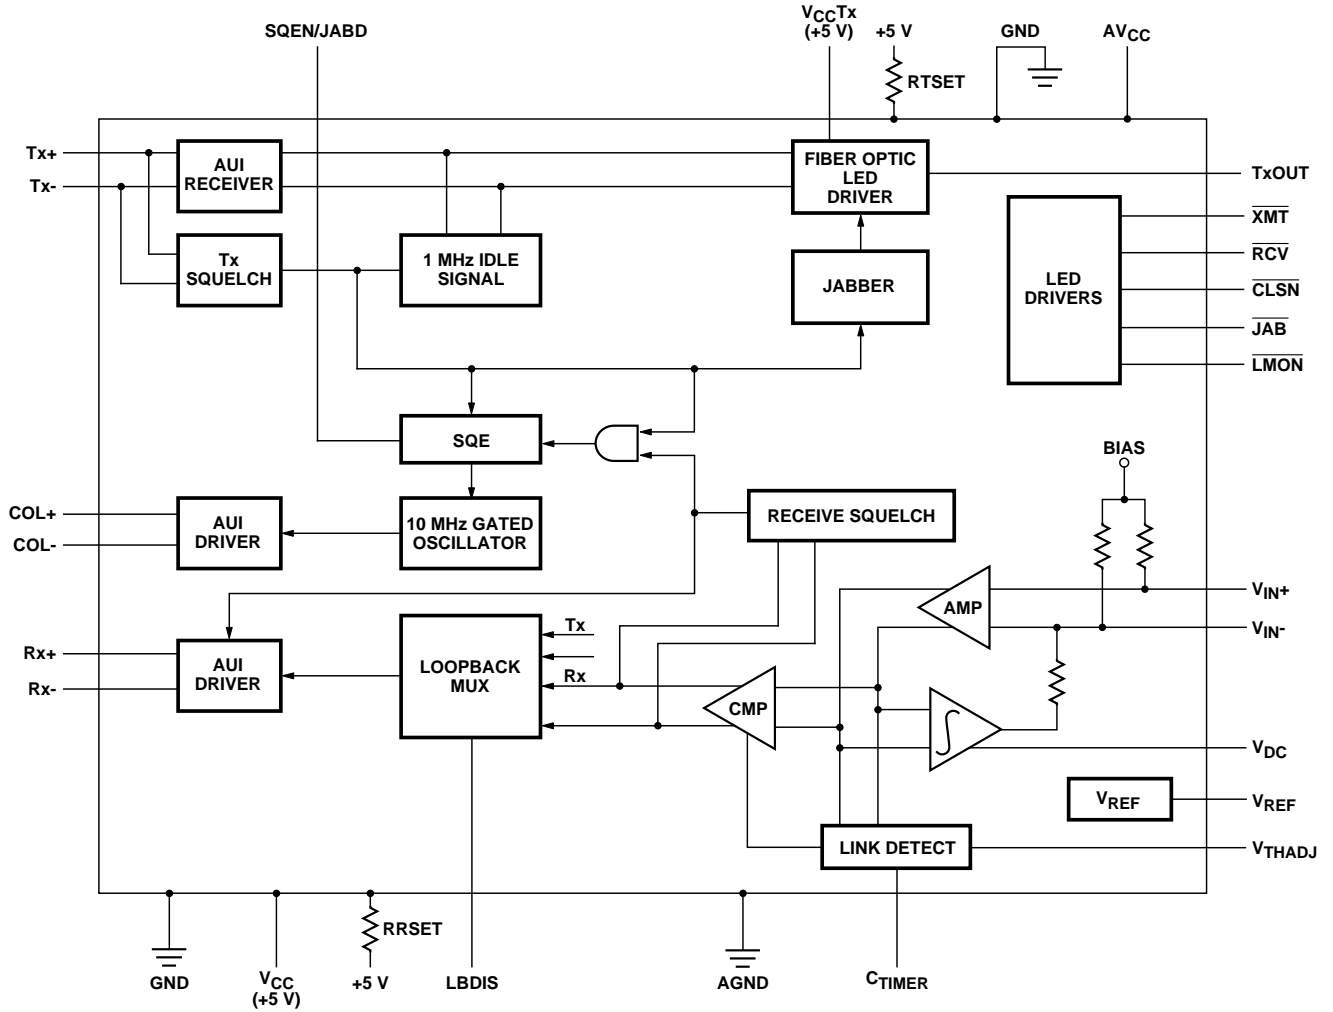 SQEN/JABD
VCCTx
(+5 V)
+5 V
GND
AVCC
RTSET
Tx+
Tx-
AUI
RECEIVER
FIBER OPTIC
LED
DRIVER
TxOUT
Tx
SQUELCH
1 MHz IDLE
SIGNAL
JABBER
LED
DRIVERS
XMT
RCV
CLSN
JAB
LMON
SQE
BIAS
COL+
COL-
AUI
DRIVER
10 MHz GATED
OSCILLATOR
RECEIVE SQUELCH
AMP
VIN+
VIN-
Rx+
Rx-
AUI
DRIVER
LOOPBACK
MUX
Tx
Rx
CMP
∫
VDC
VREF
VREF
LINK DETECT
VTHADJ
RRSET
GND
VCC
(+5 V)
+5 V
LBDIS
AGND
CTIMER